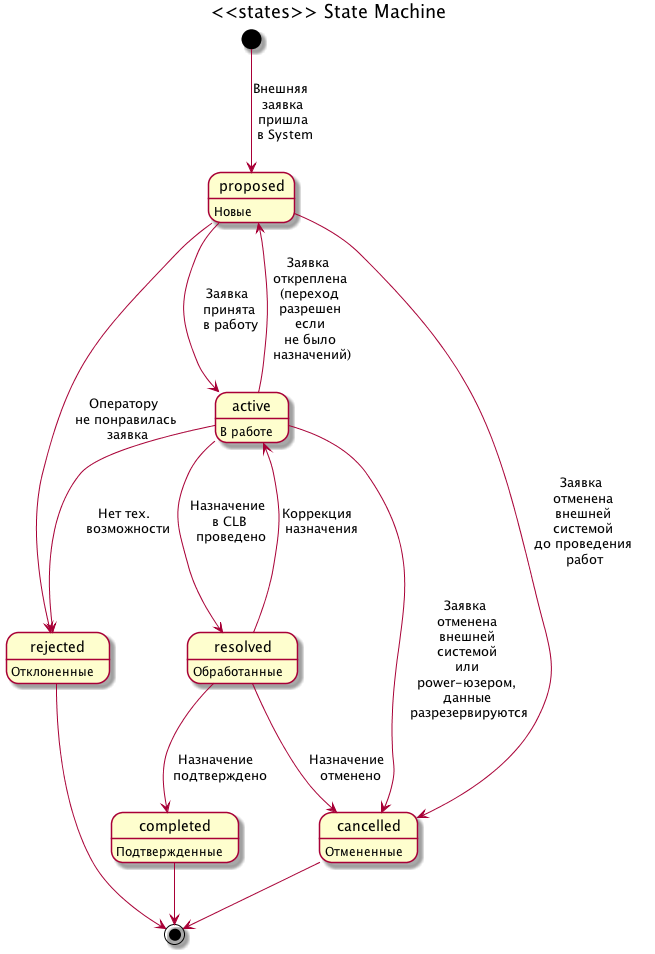 <<states>> State Machine
Внешняя
заявка
пришла
в System
proposed
Новые
Заявка
принята
в работу
Заявка
откреплена
(переход
разрешен
если
не было
назначений)
active
В работе
Оператору
не понравилась
заявка
Нет тех.
возможности
Назначение
в CLB
проведено
Коррекция
назначения
Заявка
отменена
внешней
системой
до проведения
работ
Заявка
отменена
внешней
системой
или
power-юзером,
данные
разрезервируются
rejected
Отклоненные
resolved
Обработанные
Назначение
подтверждено
Назначение
отменено
completed
Подтвержденные
cancelled
Отмененные